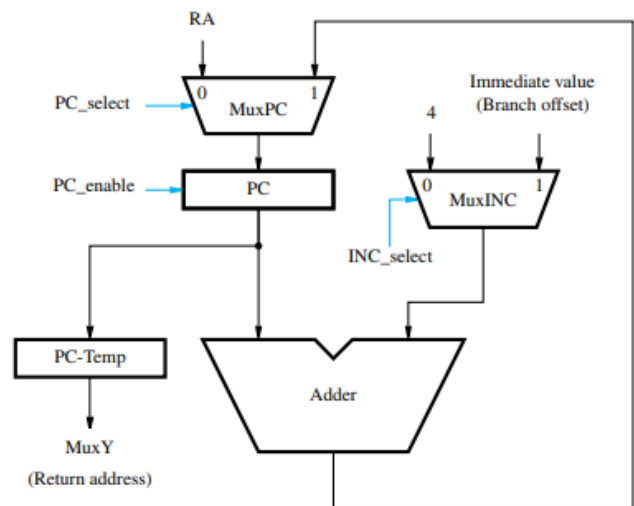 RA
0 1
MuxPC
PC_select
Immediate value
(Branch offset)
4
PC_enable
PC
0 1
MuxINC
INC_select
PC-Temp
Adder
MuxY
(Return address)